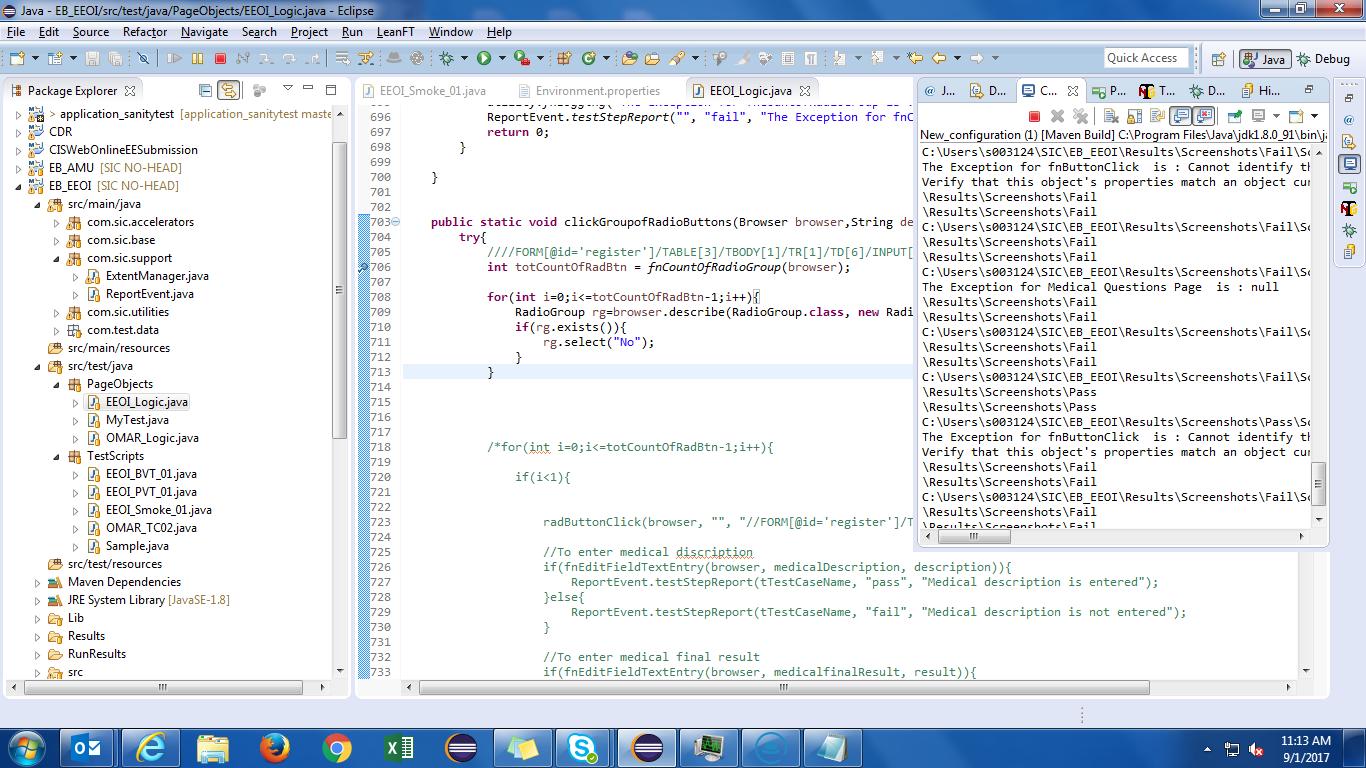 Java - EB_EEOI/src/test/java/PageObjects/EEOI_Logic.java - Eclipse
File Edit Source Refactor Navigate Search Project Run LeanFT Window Help
Quick Access
Java
Debug
Package Explorer
> application_sanitytest [application_sanitytest maste
CDR
CISWebOnlineEESubmission
EB_AMU [SIC NO-HEAD]
EB_EEOI [SIC NO-HEAD]
src/main/java
com.sic.accelerators
com.sic.base
com.sic.support
ExtentManager.java
ReportEvent.java
com.sic.utilities
com.test.data
src/main/resources
src/test/java
PageObjects
EEOI_Logic.java
MyTest.java
OMAR_Logic.java
TestScripts
EEOI_BVT_01.java
EEOI_PVT_01.java
EEOI_Smoke_01.java
OMAR_TC02.java
Sample.java
src/test/resources
Maven Dependencies
JRE System Library [JavaSE-1.8]
Lib
Results
RunResults
src
EEOI_Smoke_01.java Environment.properties EEOI_Logic.java
696 ReportEvent.testStepReport("", "fail", "The Exception for fnC
697 return 0;
698 }
699
700 }
701
702
703 public static void clickGroupofRadioButtons(Browser browser,String de
704 try{
705 ////FORM[@id='register']/TABLE[3]/TBODY[1]/TR[1]/TD[6]/INPUT[
706 int totCountOfRadBtn = fnCountOfRadioGroup(browser);
707
708 for(int i=0;i<=totCountOfRadBtn-1;i++){
709 RadioGroup rg=browser.describe(RadioGroup.class, new Radi
710 if(rg.exists()){
711 rg.select("No");
712 }
713 }
714
715
716
717
718 /*for(int i=0;i<=totCountOfRadBtn-1;i++){
719
720 if(i<1){
721
722
723 radButtonClick(browser, "", "//FORM[@id='register']/T
724
725 //To enter medical discription
726 if(fnEditFieldTextEntry(browser, medicalDescription, description)){
727 ReportEvent.testStepReport(tTestCaseName, "pass", "Medical description is entered");
728 }else{
729 ReportEvent.testStepReport(tTestCaseName, "fail", "Medical description is not entered");
730 }
731
732 //To enter medical final result
733 if(fnEditFieldTextEntry(browser, medicalfinalResult, result)){
@ J... D... C... P... T... D... Hi...
New_configuration (1) [Maven Build] C:\Program Files\Java\jdk1.8.0_91\bin\ja
C:\Users\s003124\SIC\EB_EEOI\Results\Screenshots\Fail\Sc
The Exception for fnButtonClick is : Cannot identify th
Verify that this object's properties match an object cur
\Results\Screenshots\Fail
\Results\Screenshots\Fail
C:\Users\s003124\SIC\EB_EEOI\Results\Screenshots\Fail\Sc
\Results\Screenshots\Fail
\Results\Screenshots\Fail
C:\Users\s003124\SIC\EB_EEOI\Results\Screenshots\Fail\Sc
The Exception for Medical Questions Page is : null
\Results\Screenshots\Fail
\Results\Screenshots\Fail
C:\Users\s003124\SIC\EB_EEOI\Results\Screenshots\Fail\Sc
\Results\Screenshots\Fail
\Results\Screenshots\Fail
C:\Users\s003124\SIC\EB_EEOI\Results\Screenshots\Fail\Sc
\Results\Screenshots\Pass
\Results\Screenshots\Pass
C:\Users\s003124\SIC\EB_EEOI\Results\Screenshots\Pass\Sc
The Exception for fnButtonClick is : Cannot identify th
Verify that this object's properties match an object cur
\Results\Screenshots\Fail
\Results\Screenshots\Fail
C:\Users\s003124\SIC\EB_EEOI\Results\Screenshots\Fail\Sc
\Results\Screenshots\Fail
\Results\Screenshots\Fail
11:13 AM
9/1/2017